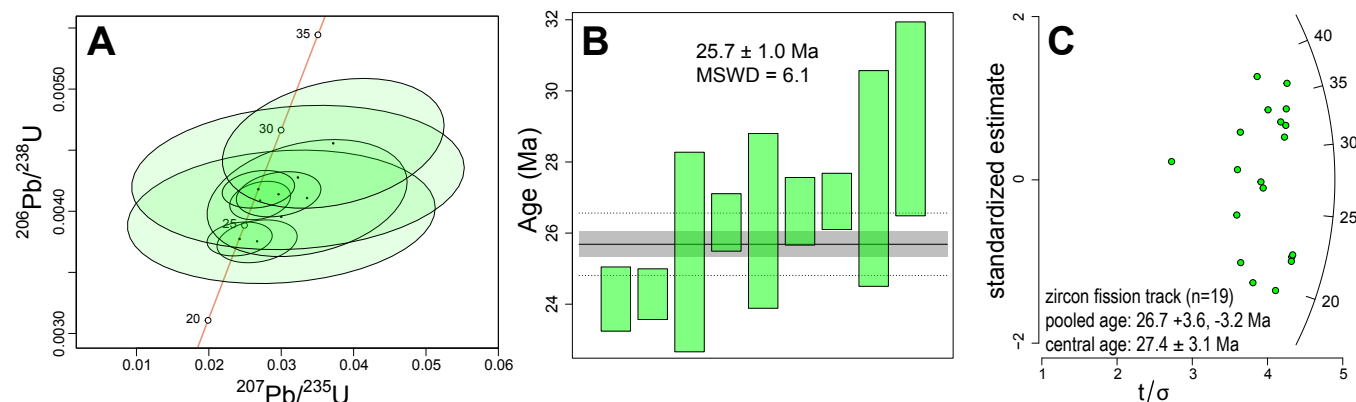 A
²⁰⁶Pb/²³⁸U
0.0030
0.0040
0.0050
20
25
30
35
0.01
0.02
0.03
0.04
0.05
0.06
²⁰⁷Pb/²³⁵U
B
25.7 ± 1.0 Ma
MSWD = 6.1
Age (Ma)
32
30
28
26
24
C
standardized estimate
2
0
−2
40
35
30
25
20
zircon fission track (n=19)
pooled age: 26.7 +3.6, -3.2 Ma
central age: 27.4 ± 3.1 Ma
1
2
3
4
5
t/σ